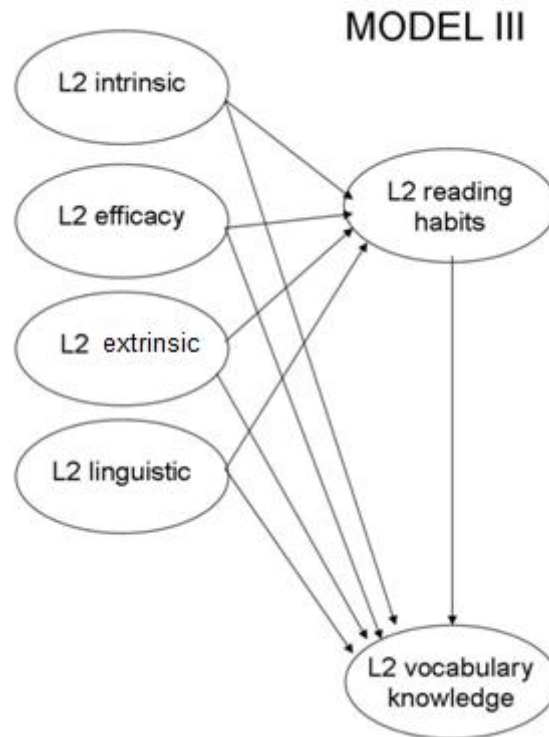 MODEL III
L2 intrinsic
L2 reading
habits
L2 efficacy
L2 extrinsic
L2 linguistic
L2 vocabulary
knowledge